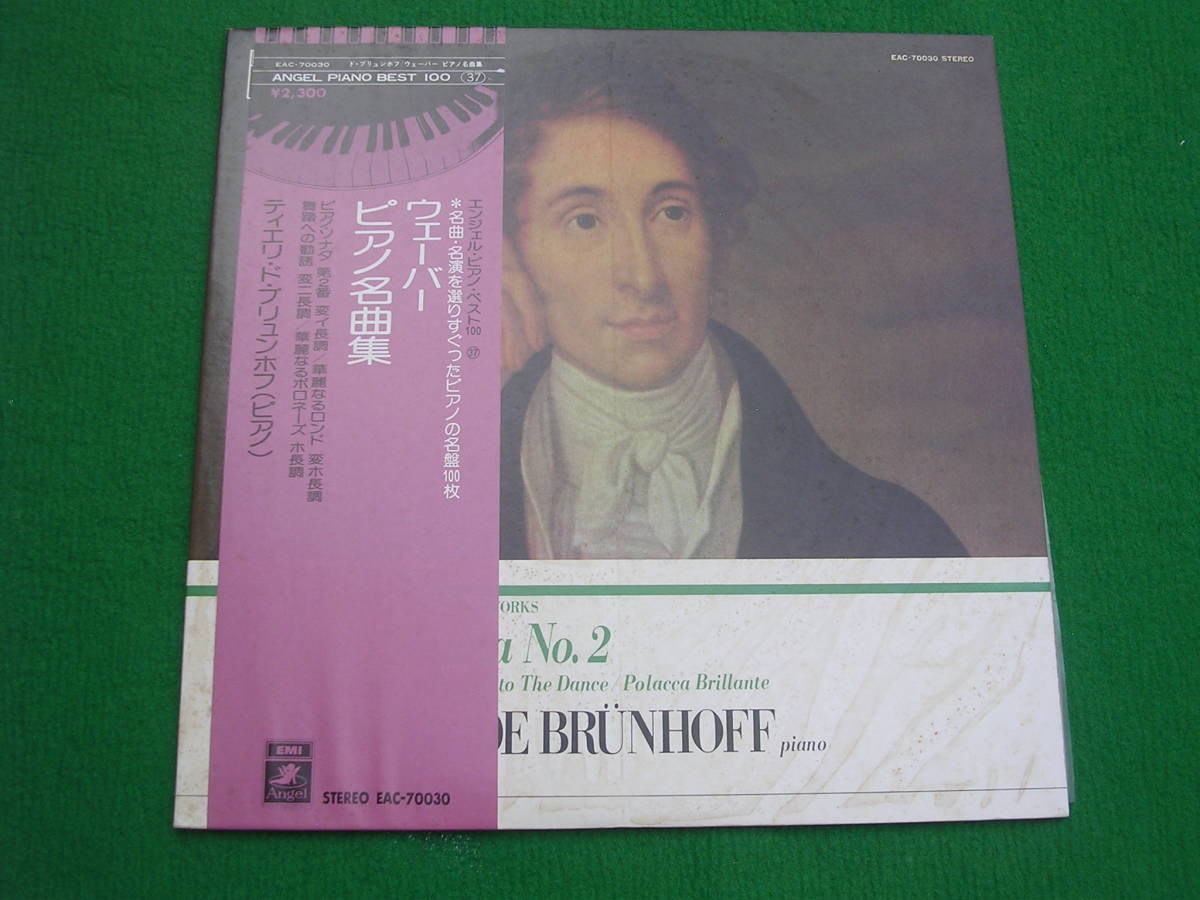 EAC-70030 ド・ブリュンホフ/ウェーバー ピアノ名曲集
ANGEL PIANO BEST 100 37
¥2,300
EAC-70030 STEREO
エンジェル・ピアノ・ベスト100 37
*名曲・名演を選りすぐったピアノの名盤100枚
ウェーバー
ピアノ名曲集
ピアノ・ソナタ 第2番 変イ長調/華麗なるロンド 変ホ長調
舞踏への勧誘 変ニ長調/華麗なるポロネーズ ホ長調
ティエリ・ド・ブリュンホフ(ピアノ)
ORKS
a No. 2
to The Dance/Polacca Brillante
DE BRÜNHOFF piano
EMI
Angel
STEREO EAC-70030